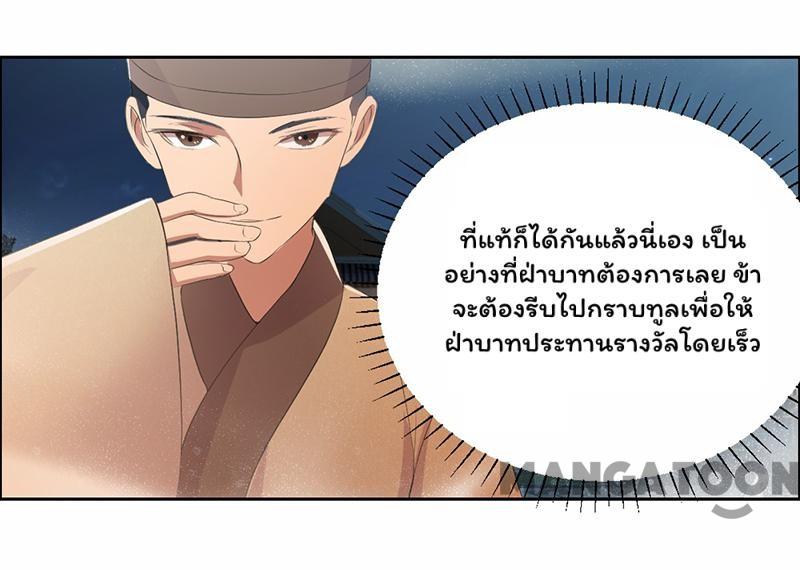 ที่แท้ก็ได้กันแล้วนี่เอง เป็น
อย่างที่ฝ่าบาทต้องการเลย ข้า
จะต้องรีบไปกราบทูลเพื่อให้
ฝ่าบาทประทานรางวัลโดยเร็ว
MANGATOON